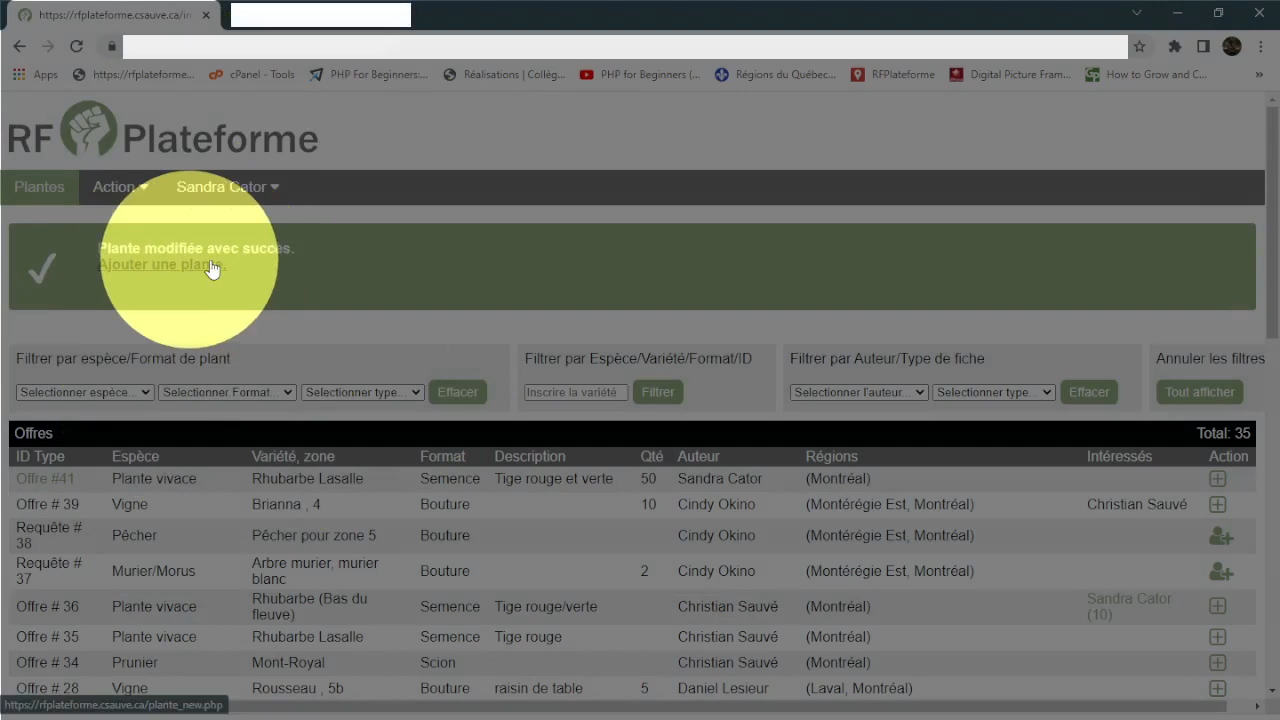 https://rfplateforme.csauve.ca/in
Apps https://rfplateforme... cPanel - Tools PHP For Beginners:... Réalisations | Collèg... PHP for Beginners (... Régions du Québec... RFPlateforme Digital Picture Fram... How to Grow and C... »
RF Plateforme
Plantes Action Sandra Cator
Plante modifiée avec succès.
Ajouter une plante.
Filtrer par espèce/Format de plant Filtrer par Espèce/Variété/Format/ID Filtrer par Auteur/Type de fiche Annuler les filtres
Selectionner espèce... Selectionner Format... Selectionner type... Effacer Inscrire la variété Filtrer Selectionner l'auteur... Selectionner type... Effacer Tout afficher
Offres Total: 35
ID Type Espèce Variété, zone Format Description Qté Auteur Régions Intéressés Action
Offre #41 Plante vivace Rhubarbe Lasalle Semence Tige rouge et verte 50 Sandra Cator (Montréal)
Offre # 39 Vigne Brianna , 4 Bouture 10 Cindy Okino (Montérégie Est, Montréal) Christian Sauvé
Requête # 38 Pêcher Pêcher pour zone 5 Bouture Cindy Okino (Montérégie Est, Montréal)
Requête # 37 Murier/Morus Arbre murier, murier blanc Bouture 2 Cindy Okino (Montérégie Est, Montréal)
Offre # 36 Plante vivace Rhubarbe (Bas du fleuve) Semence Tige rouge/verte Christian Sauvé (Montréal) Sandra Cator (10)
Offre # 35 Plante vivace Rhubarbe Lasalle Semence Tige rouge Christian Sauvé (Montréal)
Offre # 34 Prunier Mont-Royal Scion Christian Sauvé (Montréal)
Offre # 28 Vigne Rousseau , 5b Bouture raisin de table 5 Daniel Lesieur (Laval, Montréal)
https://rfplateforme.csauve.ca/plante_new.php